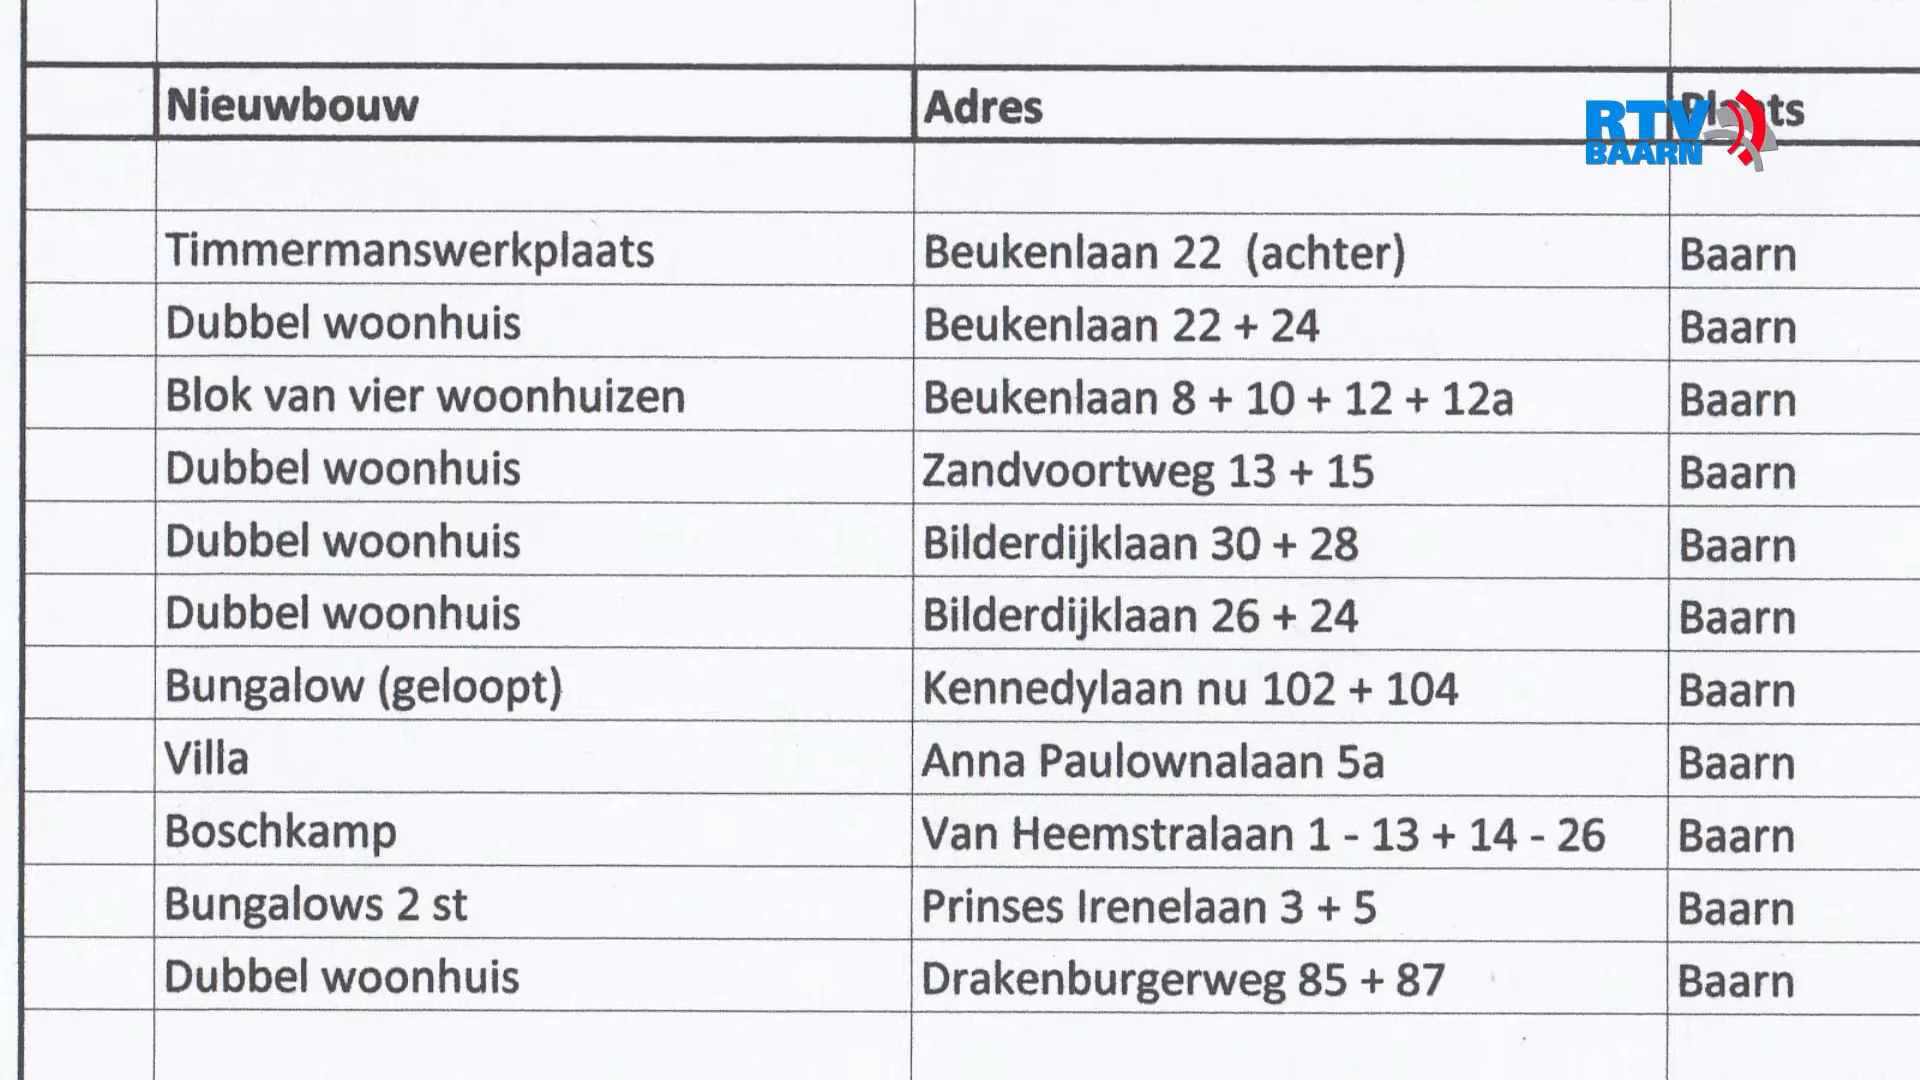 Nieuwbouw Adres Plaats
RTV
BAARN
Timmermanswerkplaats Beukenlaan 22 (achter) Baarn
Dubbel woonhuis Beukenlaan 22 + 24 Baarn
Blok van vier woonhuizen Beukenlaan 8 + 10 + 12 + 12a Baarn
Dubbel woonhuis Zandvoortweg 13 + 15 Baarn
Dubbel woonhuis Bilderdijklaan 30 + 28 Baarn
Dubbel woonhuis Bilderdijklaan 26 + 24 Baarn
Bungalow (geloopt) Kennedylaan nu 102 + 104 Baarn
Villa Anna Paulownalaan 5a Baarn
Boschkamp Van Heemstralaan 1 - 13 + 14 - 26 Baarn
Bungalows 2 st Prinses Irenelaan 3 + 5 Baarn
Dubbel woonhuis Drakenburgerweg 85 + 87 Baarn